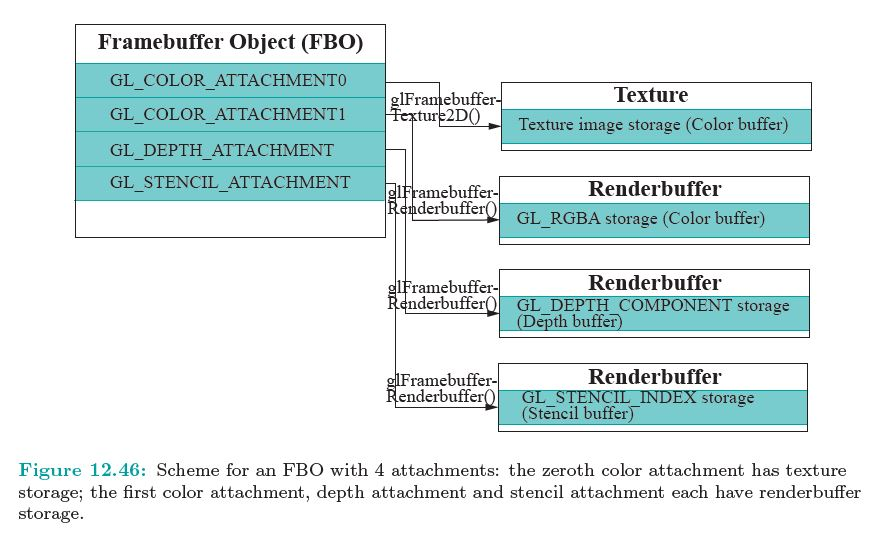 Framebuffer Object (FBO)
GL_COLOR_ATTACHMENT0
GL_COLOR_ATTACHMENT1
GL_DEPTH_ATTACHMENT
GL_STENCIL_ATTACHMENT
glFramebuffer-
Texture2D()
Texture
Texture image storage (Color buffer)
glFramebuffer-
Renderbuffer()
Renderbuffer
GL_RGBA storage (Color buffer)
glFramebuffer-
Renderbuffer()
Renderbuffer
GL_DEPTH_COMPONENT storage
(Depth buffer)
glFramebuffer-
Renderbuffer()
Renderbuffer
GL_STENCIL_INDEX storage
(Stencil buffer)
Figure 12.46: Scheme for an FBO with 4 attachments: the zeroth color attachment has texture
storage; the first color attachment, depth attachment and stencil attachment each have renderbuffer
storage.